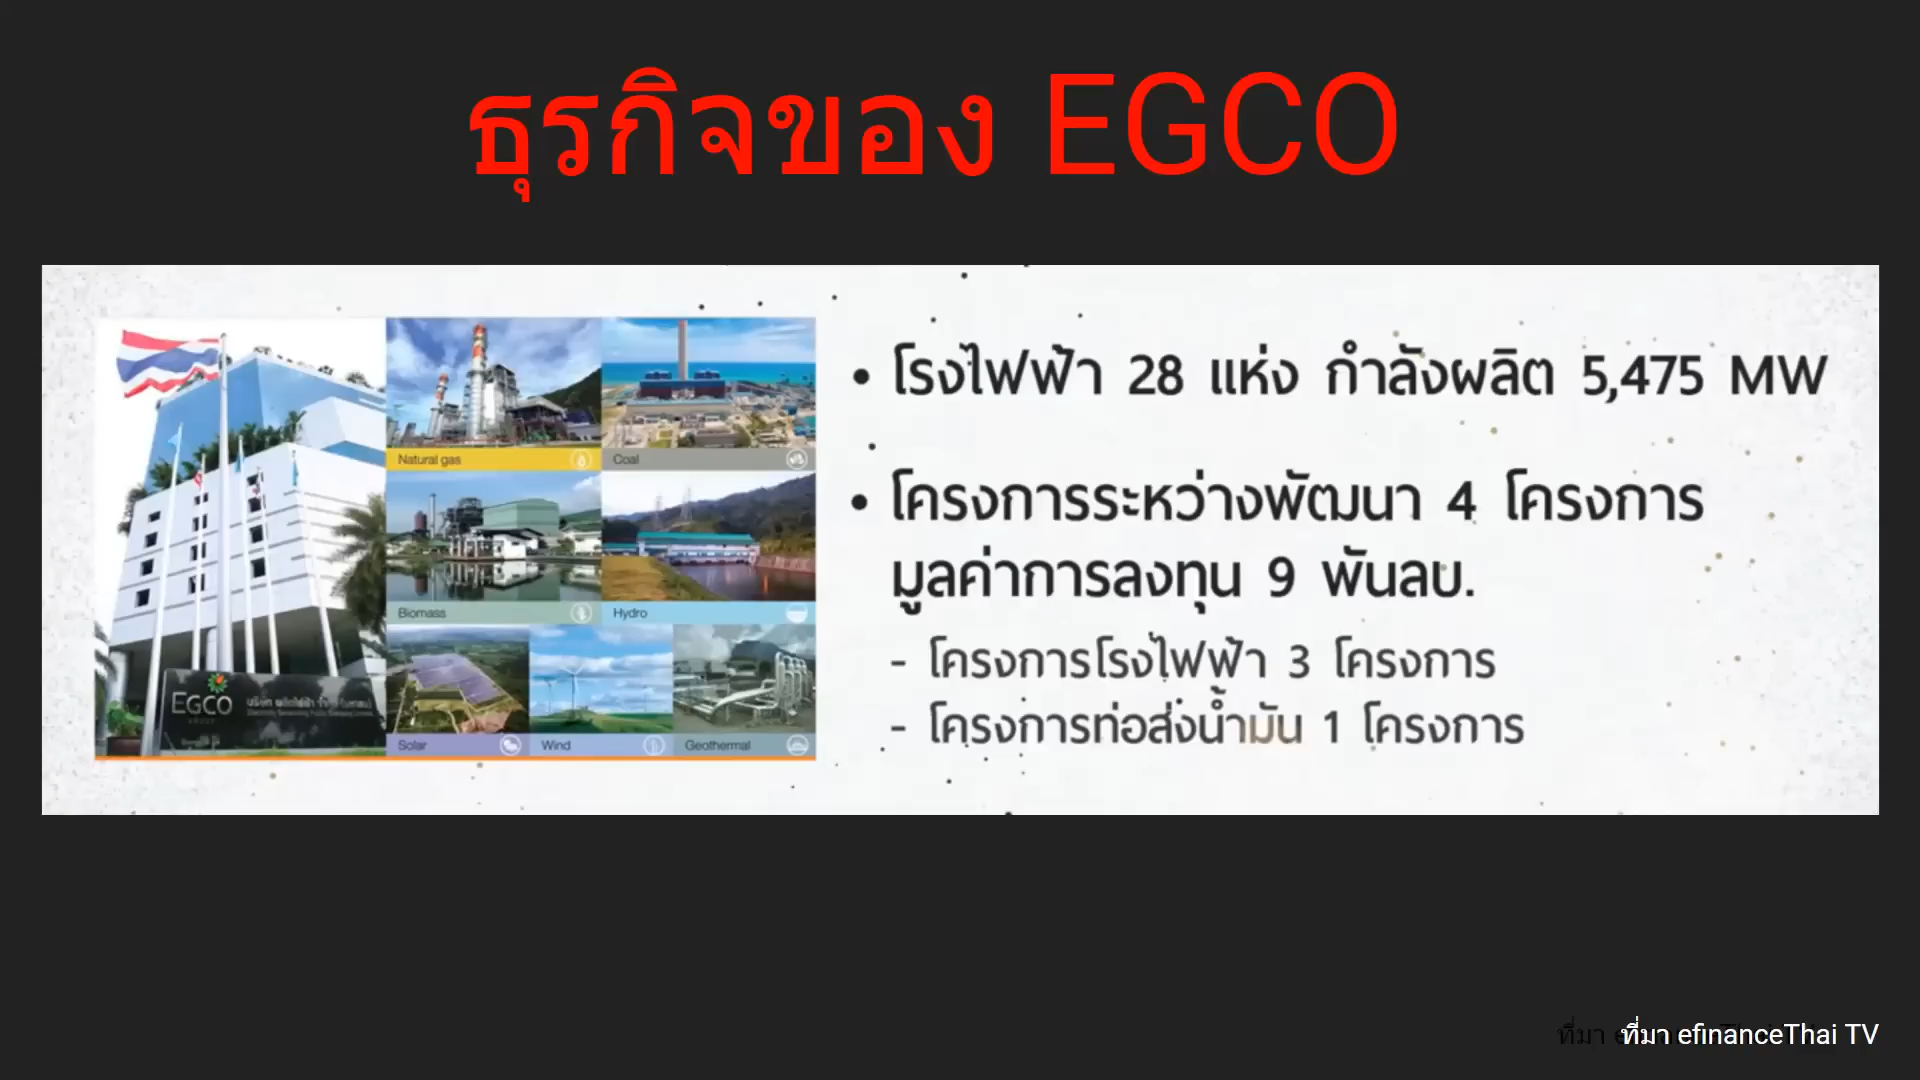 ธุรกิจของ EGCO
Natural gas
Coal
Biomass
Hydro
Solar
Wind
Geothermal
EGCO
GROUP
• โรงไฟฟ้า 28 แห่ง กำลังผลิต 5,475 MW
• โครงการระหว่างพัฒนา 4 โครงการ
มูลค่าการลงทุน 9 พันลบ.
- โครงการโรงไฟฟ้า 3 โครงการ
- โครงการท่อส่งน้ำมัน 1 โครงการ
ที่มา efinanceThai TV